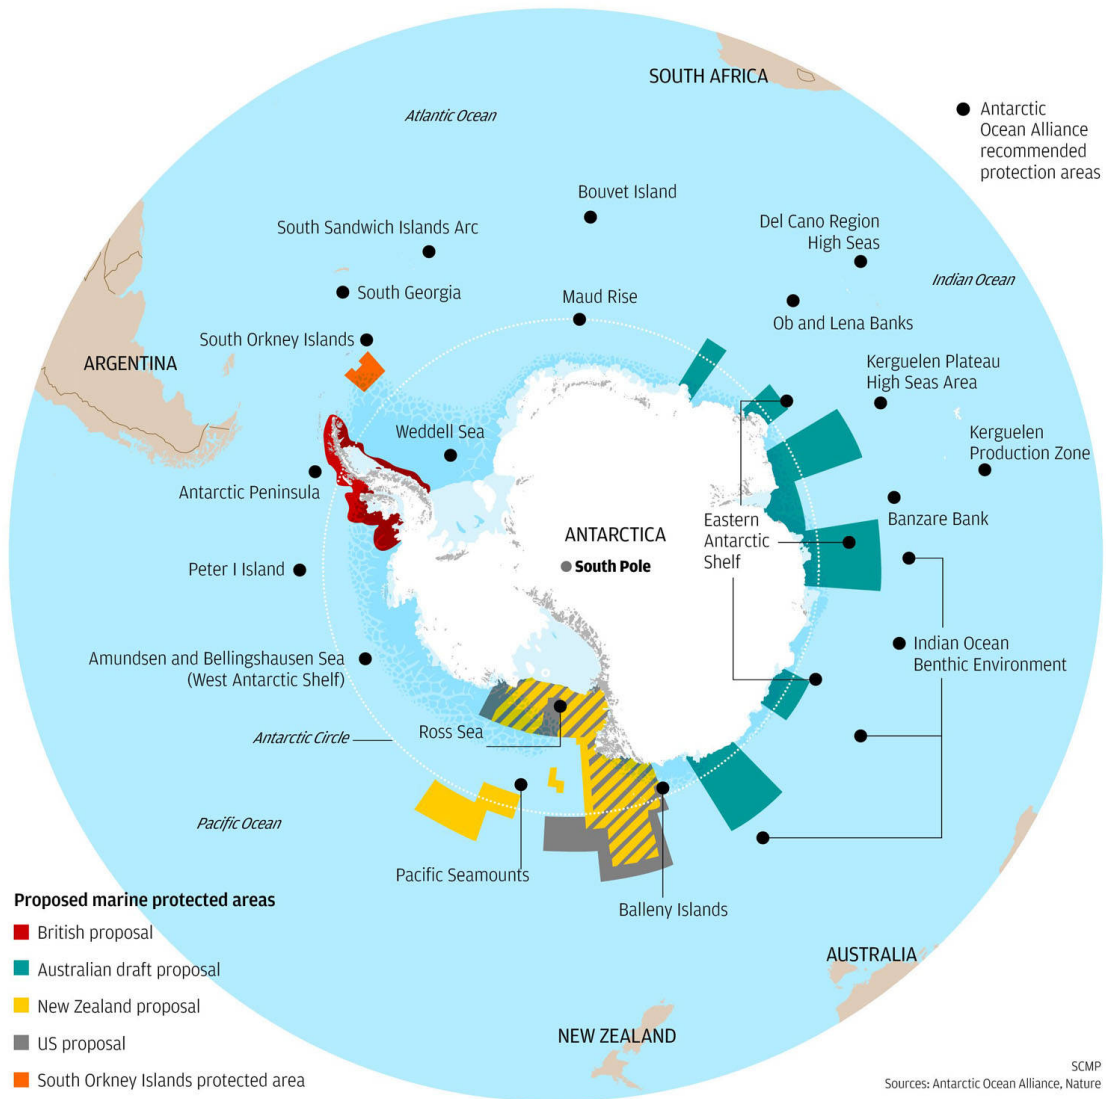 SOUTH AFRICA
Atlantic Ocean
Antarctic
Ocean Alliance
recommended
protection areas
Bouvet Island
South Sandwich Islands Arc
Del Cano Region
High Seas
Indian Ocean
South Georgia
Maud Rise
Ob and Lena Banks
South Orkney Islands
ARGENTINA
Kerguelen Plateau
High Seas Area
Weddell Sea
Kerguelen
Production Zone
Antarctic Peninsula
Banzare Bank
ANTARCTICA
Eastern
Antarctic
Shelf
South Pole
Peter I Island
Indian Ocean
Benthic Environment
Amundsen and Bellingshausen Sea
(West Antarctic Shelf)
Ross Sea
Antarctic Circle
Pacific Ocean
Pacific Seamounts
Balleny Islands
Proposed marine protected areas
British proposal
Australian draft proposal
New Zealand proposal
US proposal
South Orkney Islands protected area
AUSTRALIA
NEW ZEALAND
SCMP
Sources: Antarctic Ocean Alliance, Nature